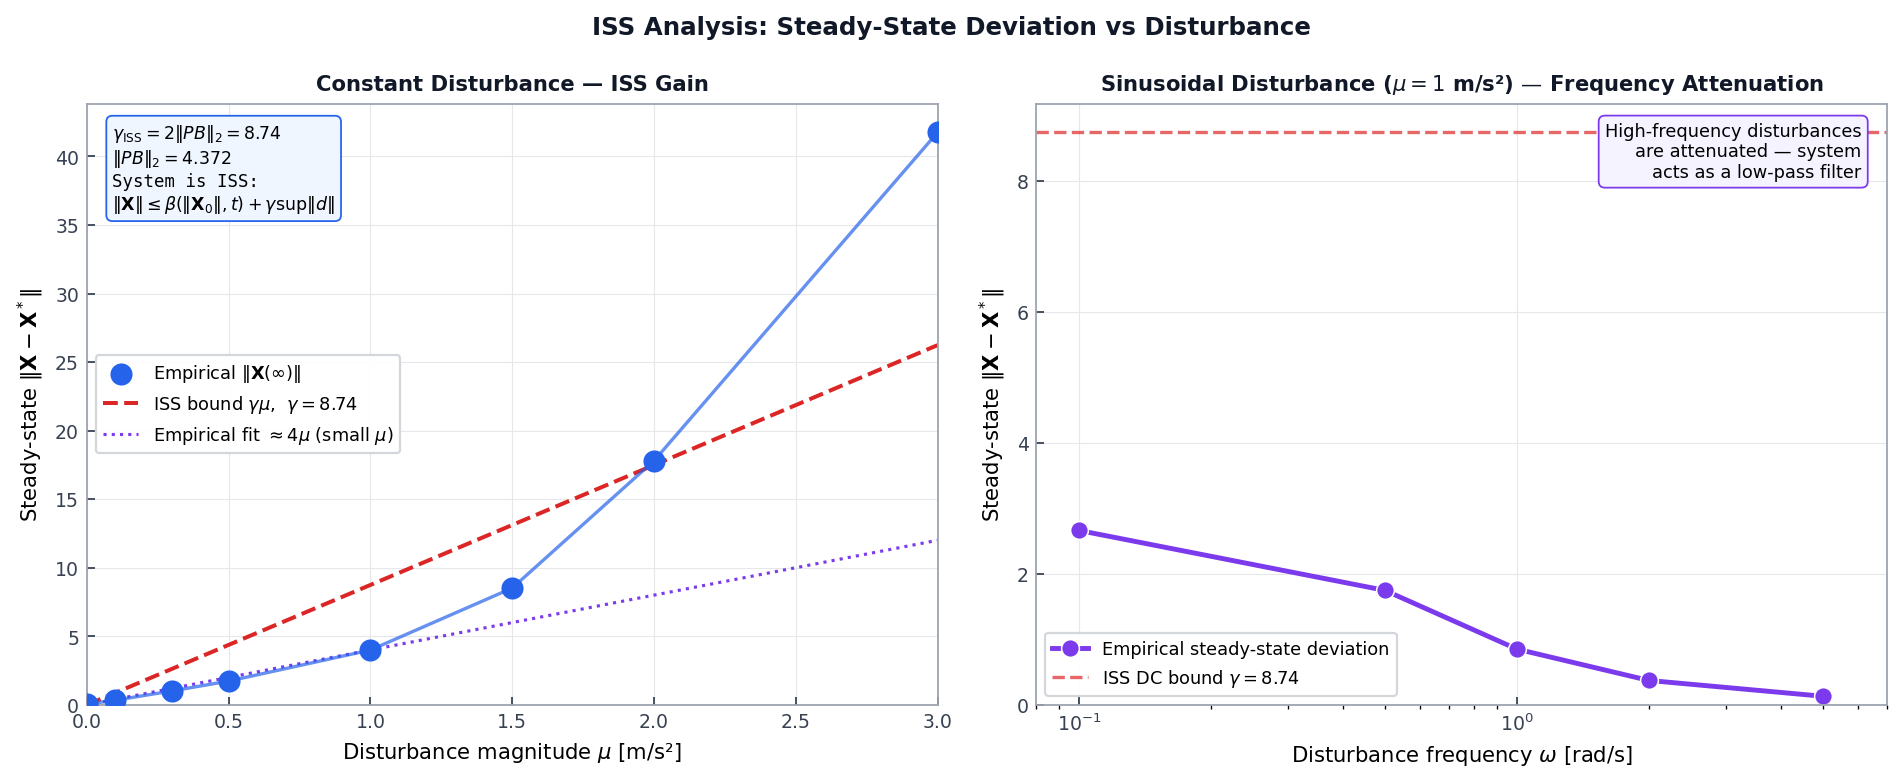 ISS Analysis: Steady-State Deviation vs Disturbance
Constant Disturbance — ISS Gain
γ_ISS = 2‖PB‖₂ = 8.74
‖PB‖₂ = 4.372
System is ISS:
‖X‖ ≤ β(‖X₀‖, t) + γsup‖d‖
Empirical ‖X(∞)‖
ISS bound γμ, γ = 8.74
Empirical fit ≈ 4μ (small μ)
Steady-state ‖X − X*‖
40
35
30
25
20
15
10
5
0
0.0 0.5 1.0 1.5 2.0 2.5 3.0
Disturbance magnitude μ [m/s²]
Sinusoidal Disturbance (μ = 1 m/s²) — Frequency Attenuation
High-frequency disturbances
are attenuated — system
acts as a low-pass filter
Steady-state ‖X − X*‖
8
6
4
2
0
Empirical steady-state deviation
ISS DC bound γ = 8.74
10⁻¹ 10⁰
Disturbance frequency ω [rad/s]